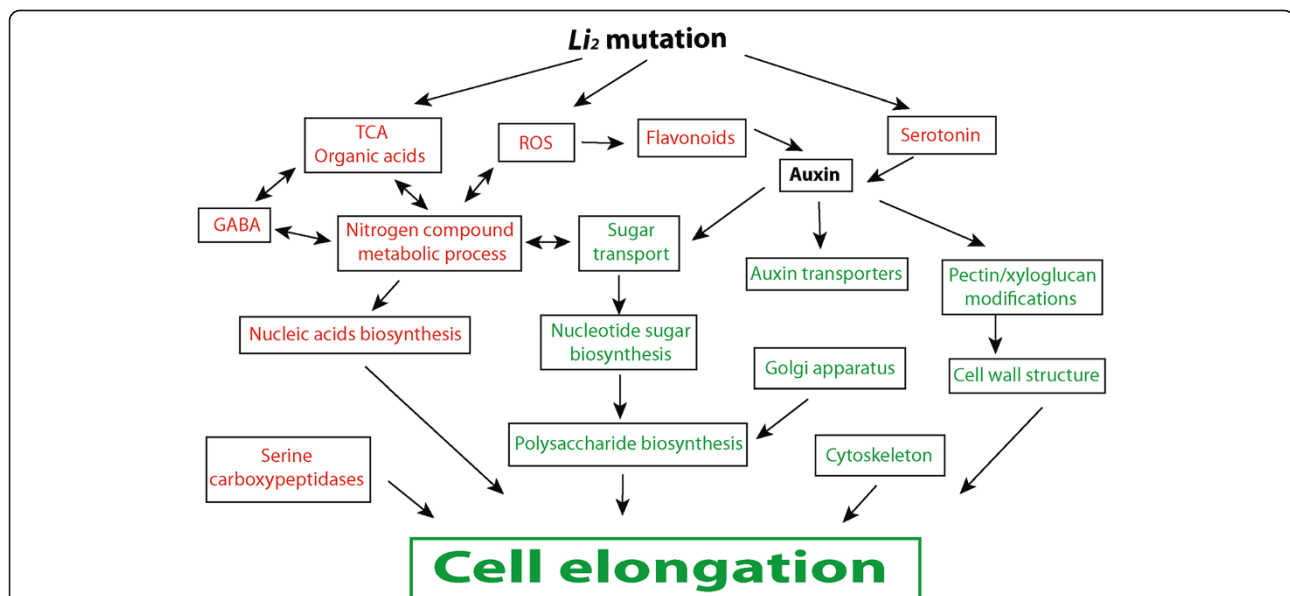 Li2 mutation
TCA
Organic acids
ROS
Flavonoids
Serotonin
Auxin
GABA
Nitrogen compound
metabolic process
Sugar
transport
Auxin transporters
Pectin/xyloglucan
modifications
Nucleic acids biosynthesis
Nucleotide sugar
biosynthesis
Golgi apparatus
Cell wall structure
Polysaccharide biosynthesis
Cytoskeleton
Serine
carboxypeptidases
Cell elongation